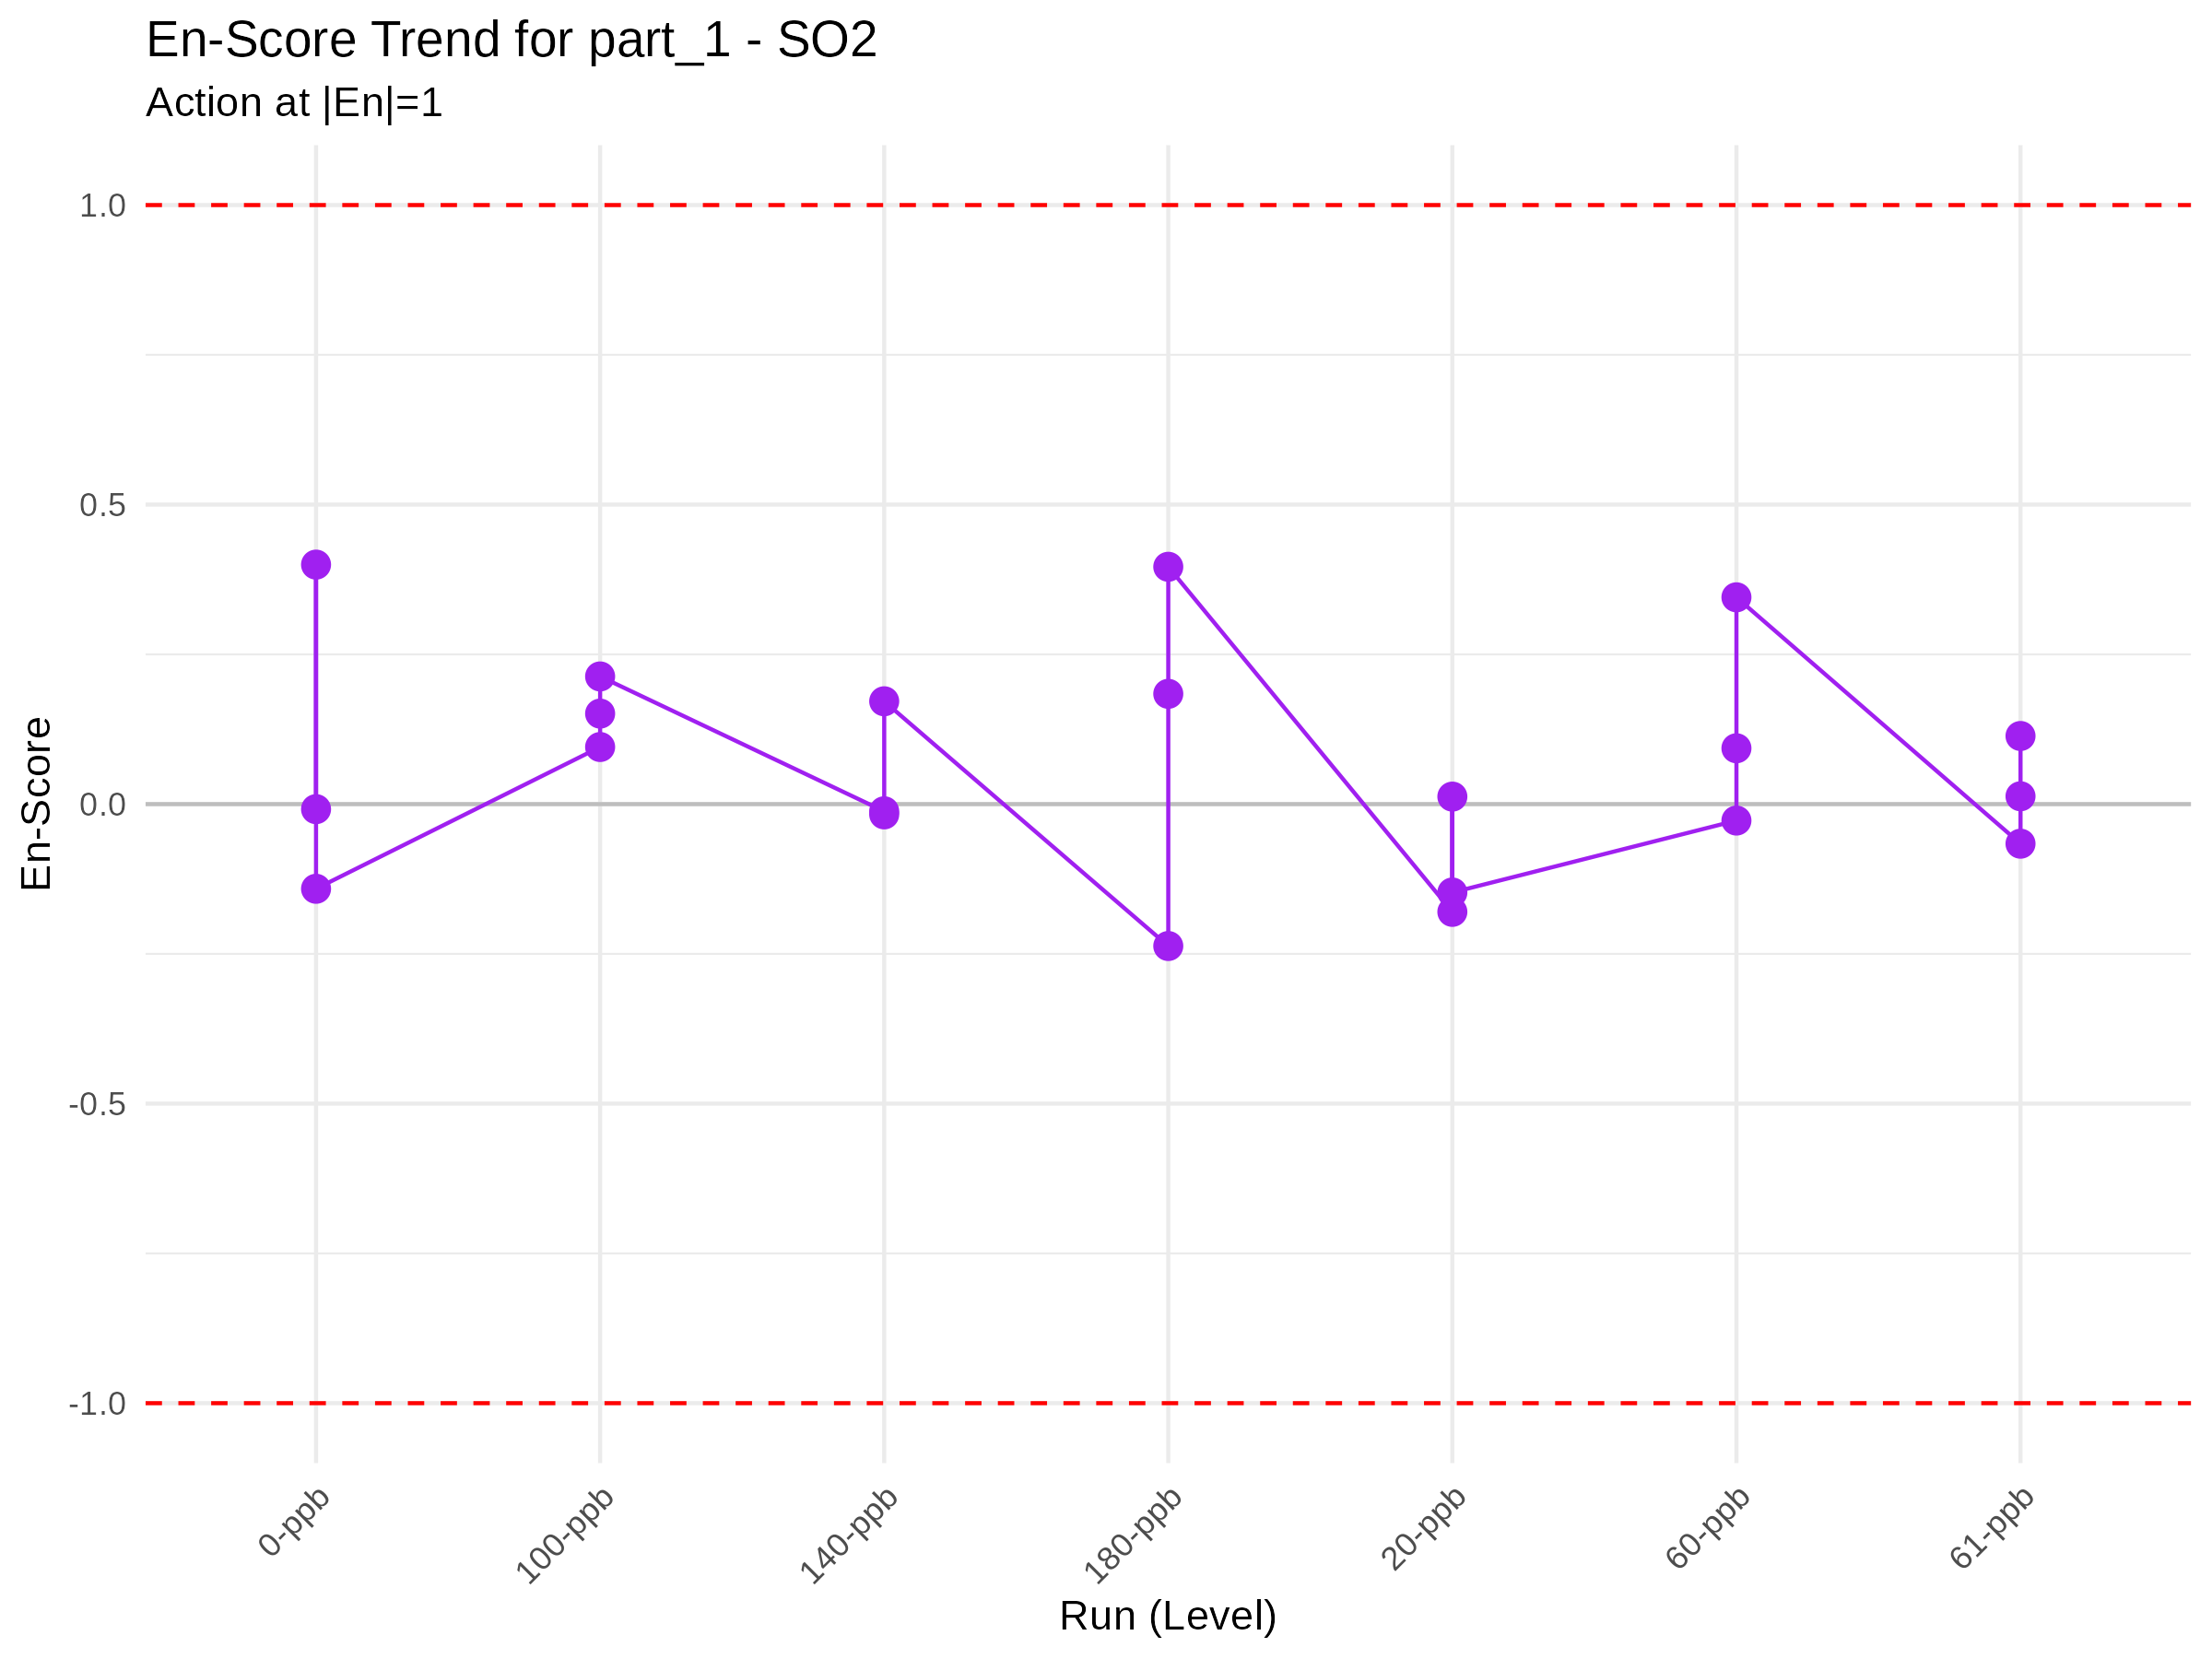 En-Score Trend for part_1 - SO2
Action at |En|=1
En-Score
1.0
0.5
0.0
-0.5
-1.0
0-ppb
100-ppb
140-ppb
180-ppb
20-ppb
60-ppb
61-ppb
Run (Level)